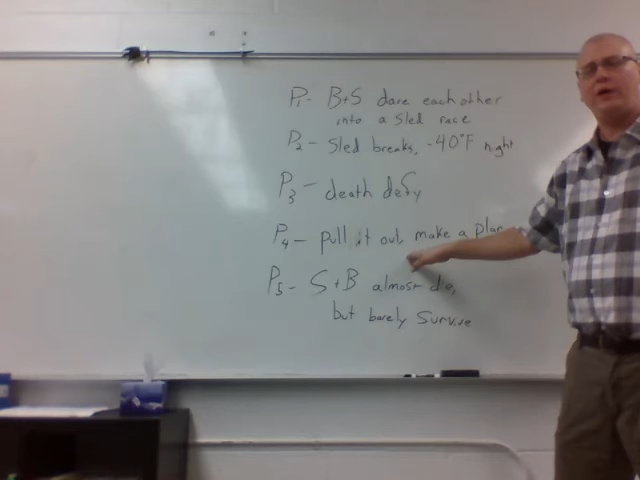 P1- B+S dare each other
into a sled race
P2- Sled breaks, -40°F night
P3- death defy
P4- pull it out, make a plan
P5- S+B almost die,
but barely survive